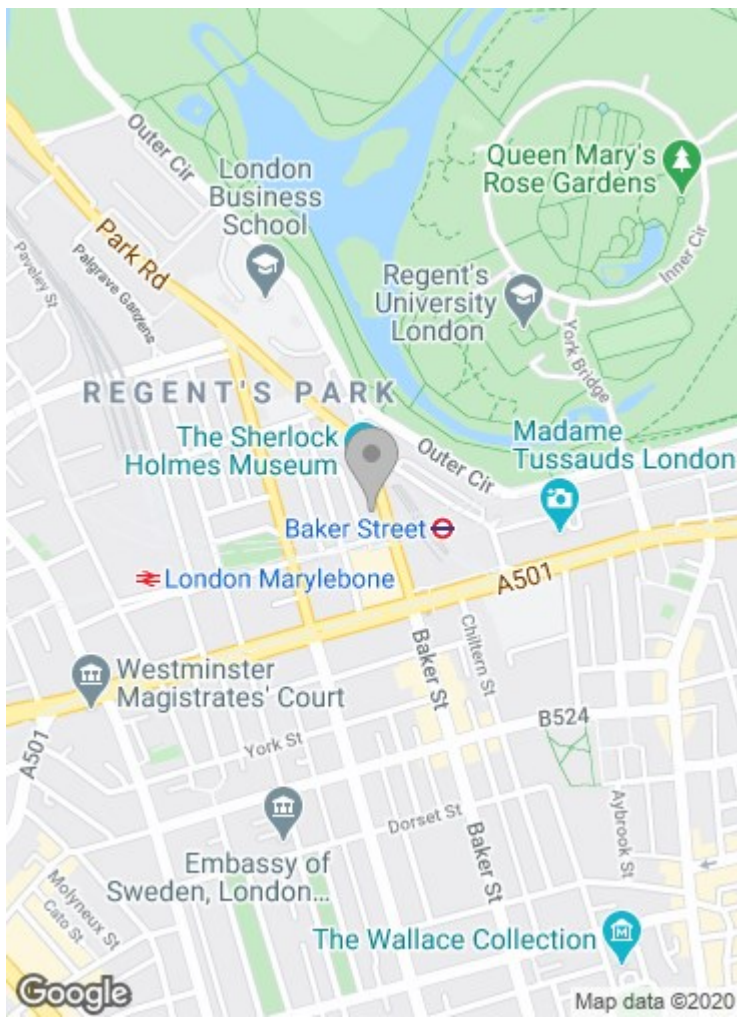 Outer Cir
London
Business
School
Queen Mary's
Rose Gardens
Park Rd
Paveley St
Palgrave Gardens
Inner Cir
Regent's
University
London
York Bridge
REGENT'S PARK
The Sherlock
Holmes Museum
Outer Cir
Madame
Tussauds London
Baker Street
London Marylebone
A501
Chiltern St
Baker St
Westminster
Magistrates' Court
B524
A501
York St
Dorset St
Aybrook St
Baker St
Embassy of
Sweden, London...
Molyneux St
Cato St
The Wallace Collection
M
Google
Map data ©2020